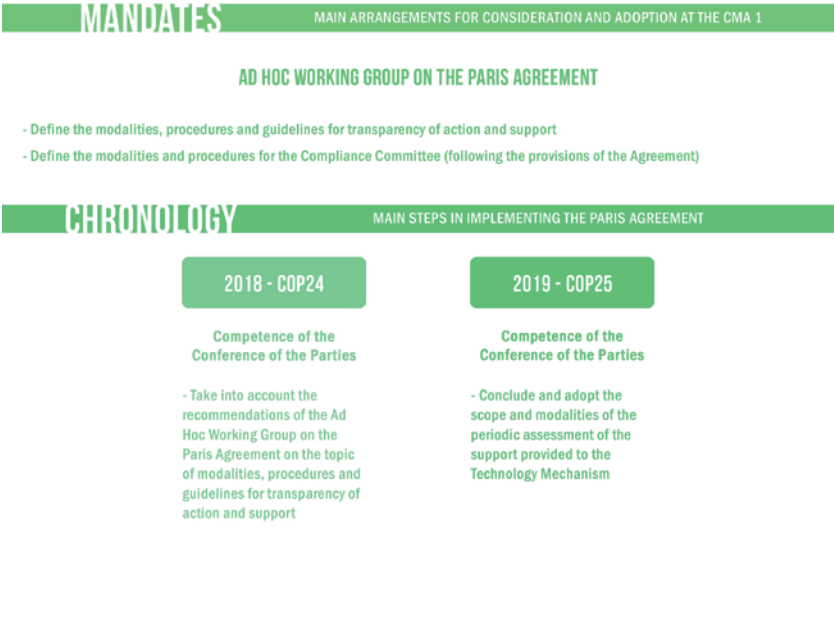 MANDATES MAIN ARRANGEMENTS FOR CONSIDERATION AND ADOPTION AT THE CMA 1
AD HOC WORKING GROUP ON THE PARIS AGREEMENT
- Define the modalities, procedures and guidelines for transparency of action and support
- Define the modalities and procedures for the Compliance Committee (following the provisions of the Agreement)
CHRONOLOGY MAIN STEPS IN IMPLEMENTING THE PARIS AGREEMENT
2018 - COP24
Competence of the
Conference of the Parties
- Take into account the
recommendations of the Ad
Hoc Working Group on the
Paris Agreement on the topic
of modalities, procedures and
guidelines for transparency of
action and support
2019 - COP25
Competence of the
Conference of the Parties
- Conclude and adopt the
scope and modalities of the
periodic assessment of the
support provided to the
Technology Mechanism